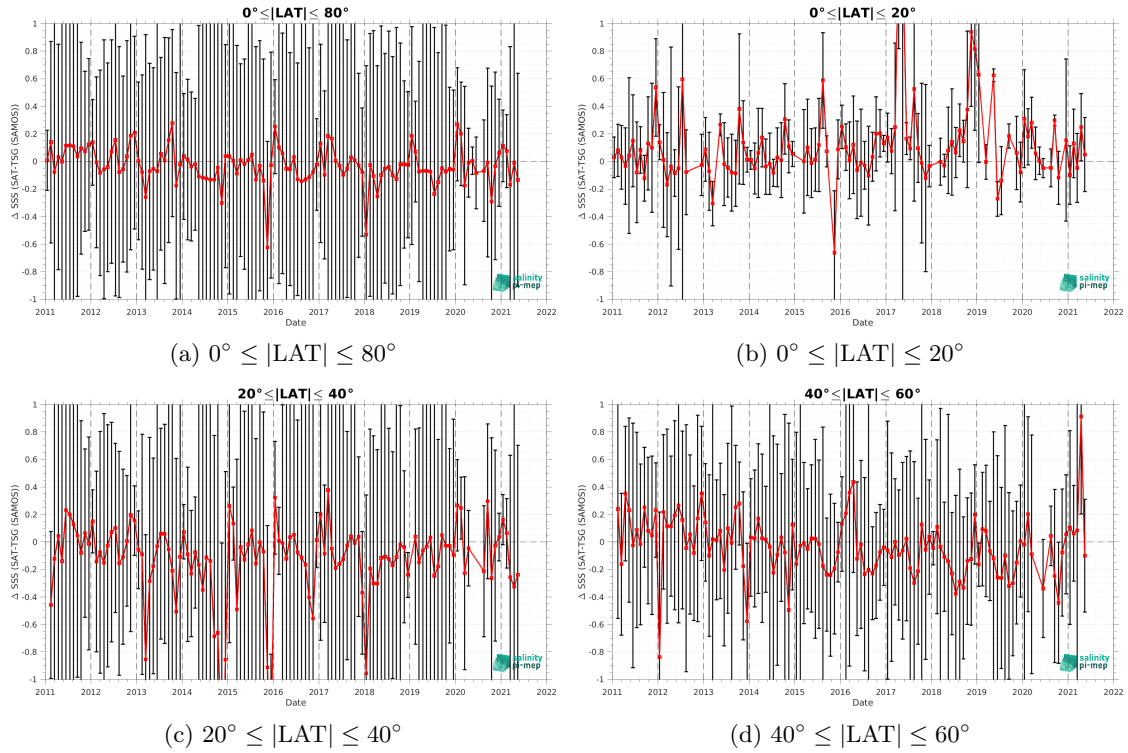 0°≤|LAT|≤ 80°
Δ SSS (SAT-TSG (SAMOS))
1
0.8
0.6
0.4
0.2
0
-0.2
-0.4
-0.6
-0.8
-1
2011 2012 2013 2014 2015 2016 2017 2018 2019 2020 2021 2022
Date
salinity
pi-mep
(a) 0° ≤ |LAT| ≤ 80°
0°≤|LAT|≤ 20°
Δ SSS (SAT-TSG (SAMOS))
1
0.8
0.6
0.4
0.2
0
-0.2
-0.4
-0.6
-0.8
-1
2011 2012 2013 2014 2015 2016 2017 2018 2019 2020 2021 2022
Date
salinity
pi-mep
(b) 0° ≤ |LAT| ≤ 20°
20°≤|LAT|≤ 40°
Δ SSS (SAT-TSG (SAMOS))
1
0.8
0.6
0.4
0.2
0
-0.2
-0.4
-0.6
-0.8
-1
2011 2012 2013 2014 2015 2016 2017 2018 2019 2020 2021 2022
Date
salinity
pi-mep
(c) 20° ≤ |LAT| ≤ 40°
40°≤|LAT|≤ 60°
Δ SSS (SAT-TSG (SAMOS))
1
0.8
0.6
0.4
0.2
0
-0.2
-0.4
-0.6
-0.8
-1
2011 2012 2013 2014 2015 2016 2017 2018 2019 2020 2021 2022
Date
salinity
pi-mep
(d) 40° ≤ |LAT| ≤ 60°